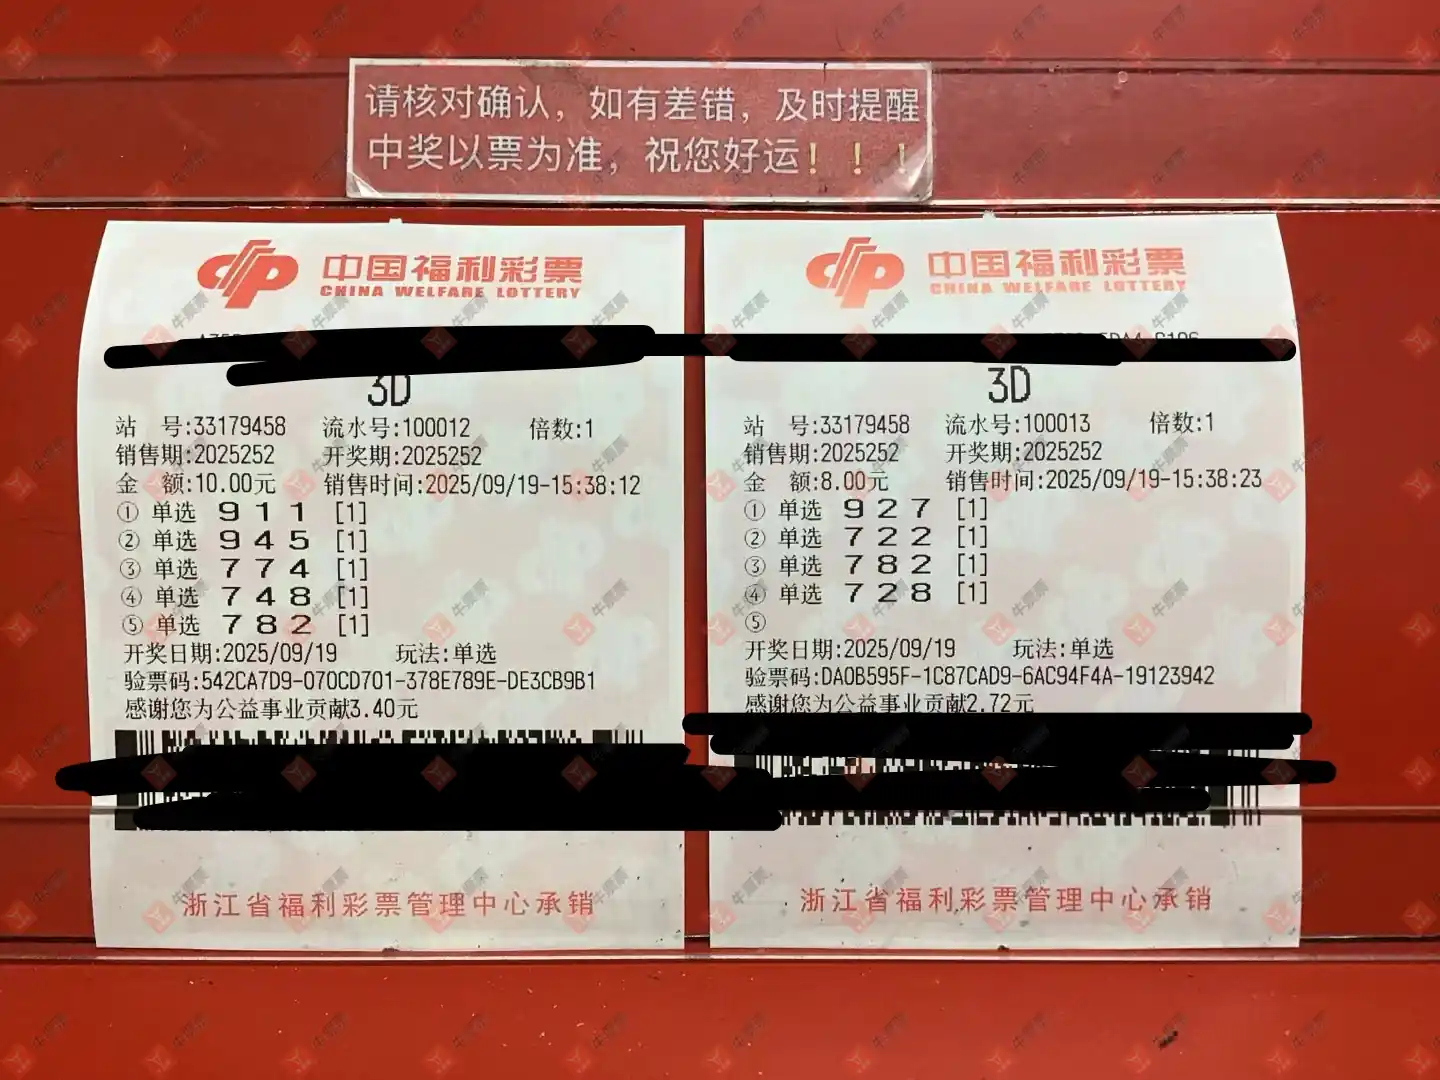 请核对确认，如有差错，及时提醒
中奖以票为准，祝您好运！！！
中国福利彩票
CHINA WELFARE LOTTERY
3D
站 号:33179458 流水号:100012 倍数:1
销售期:2025252 开奖期:2025252
金 额:10.00元 销售时间:2025/09/19-15:38:12
① 单选 9 1 1 [1]
② 单选 9 4 5 [1]
③ 单选 7 7 4 [1]
④ 单选 7 4 8 [1]
⑤ 单选 7 8 2 [1]
开奖日期:2025/09/19 玩法:单选
验票码:542CA7D9-070CD701-378E789E-DE3CB9B1
感谢您为公益事业贡献3.40元
浙江省福利彩票管理中心承销
中国福利彩票
CHINA WELFARE LOTTERY
3D
站 号:33179458 流水号:100013 倍数:1
销售期:2025252 开奖期:2025252
金 额:8.00元 销售时间:2025/09/19-15:38:23
① 单选 9 2 7 [1]
② 单选 7 2 2 [1]
③ 单选 7 8 2 [1]
④ 单选 7 2 8 [1]
⑤
开奖日期:2025/09/19 玩法:单选
验票码:DA0B595F-1C87CAD9-6AC94F4A-19123942
感谢您为公益事业贡献2.72元
浙江省福利彩票管理中心承销